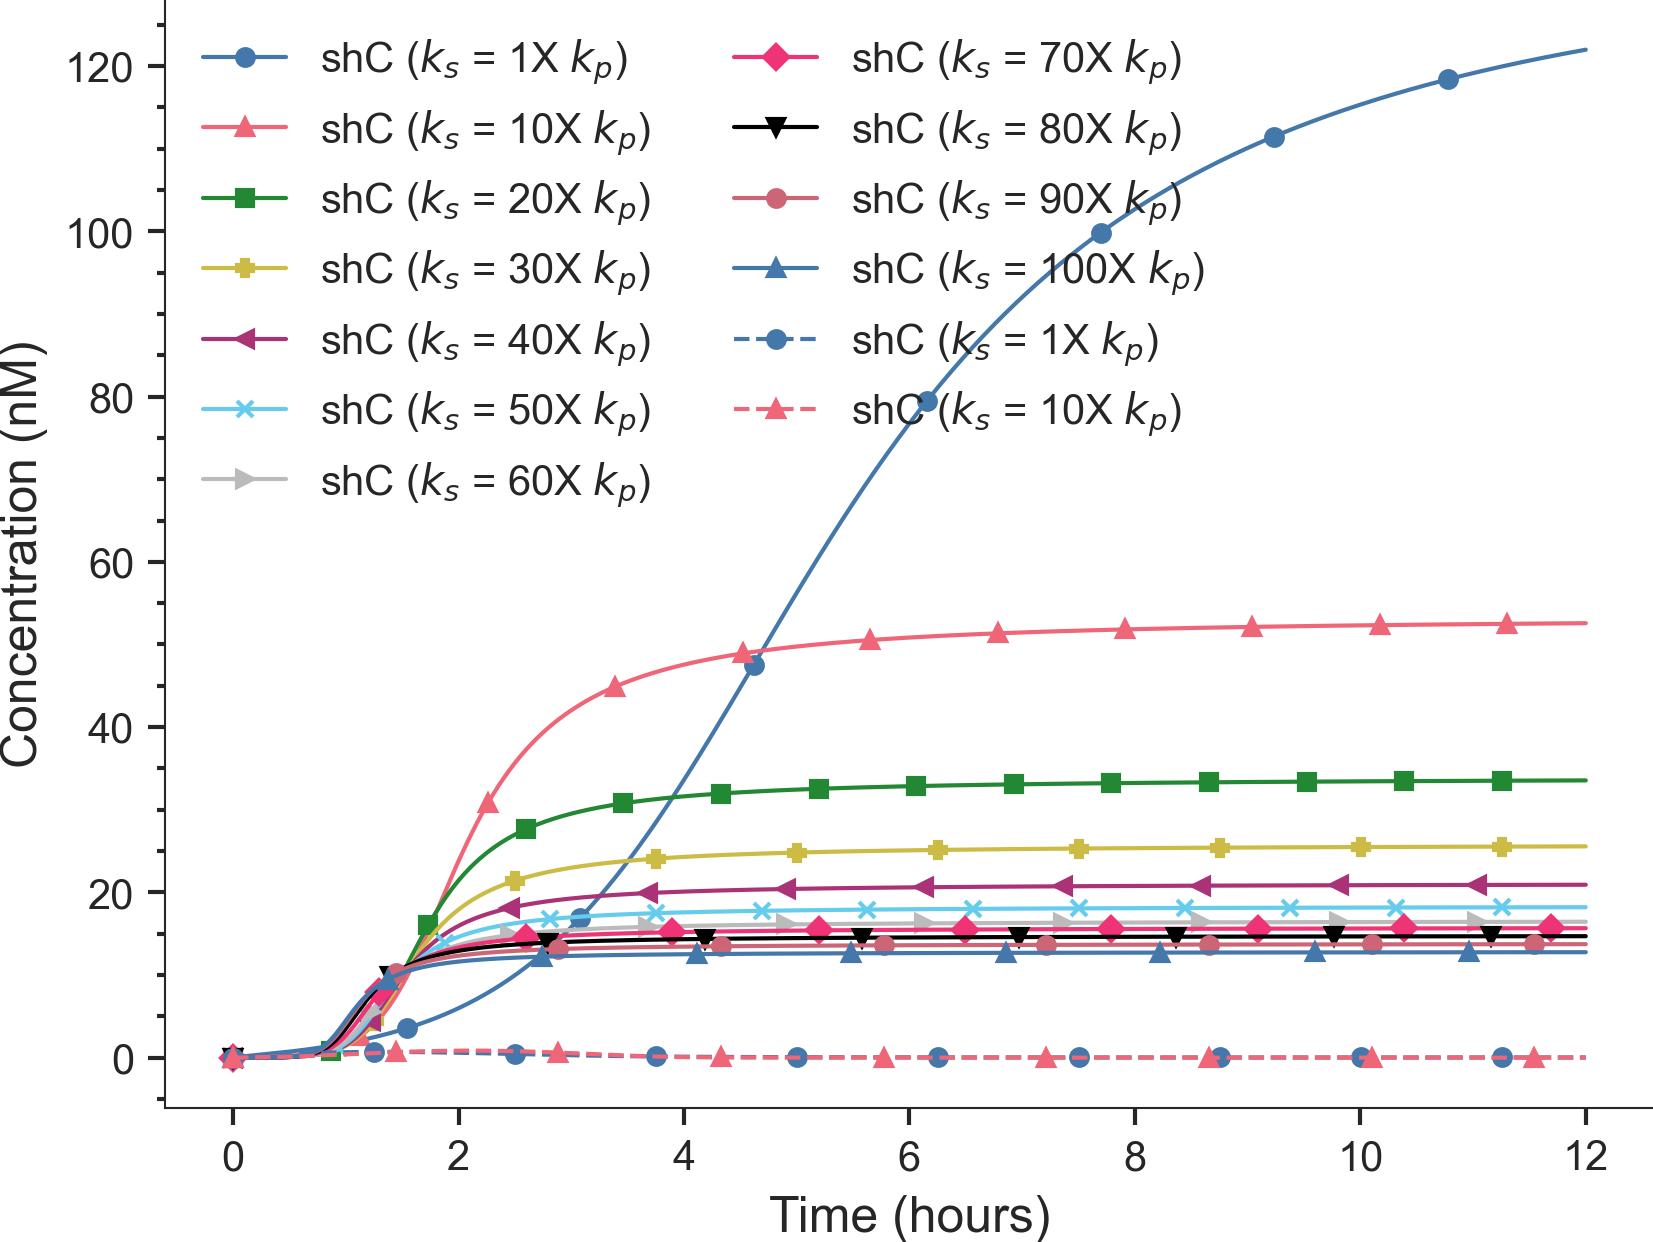 Concentration (nM)
120
100
80
60
40
20
0
shC (kₛ = 1X kₚ)
shC (kₛ = 10X kₚ)
shC (kₛ = 20X kₚ)
shC (kₛ = 30X kₚ)
shC (kₛ = 40X kₚ)
shC (kₛ = 50X kₚ)
shC (kₛ = 60X kₚ)
shC (kₛ = 70X kₚ)
shC (kₛ = 80X kₚ)
shC (kₛ = 90X kₚ)
shC (kₛ = 100X kₚ)
shC (kₛ = 1X kₚ)
shC (kₛ = 10X kₚ)
0 2 4 6 8 10 12
Time (hours)